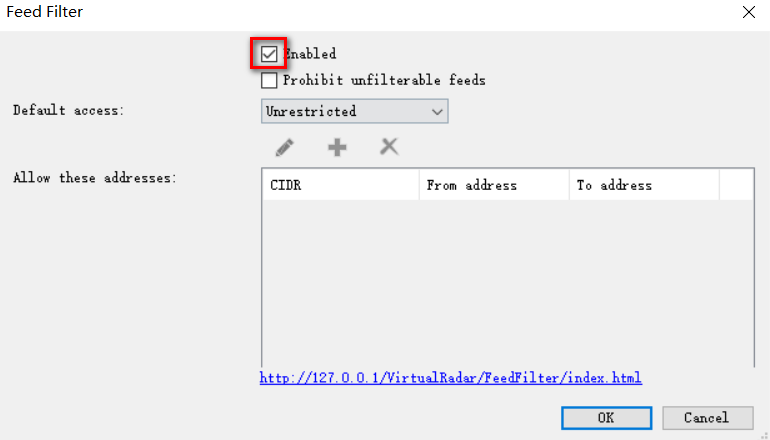 Feed Filter
Enabled
Prohibit unfilterable feeds
Default access:
Unrestricted
Allow these addresses:
CIDR
From address
To address
http://127.0.0.1/VirtualRadar/FeedFilter/index.html
OK
Cancel